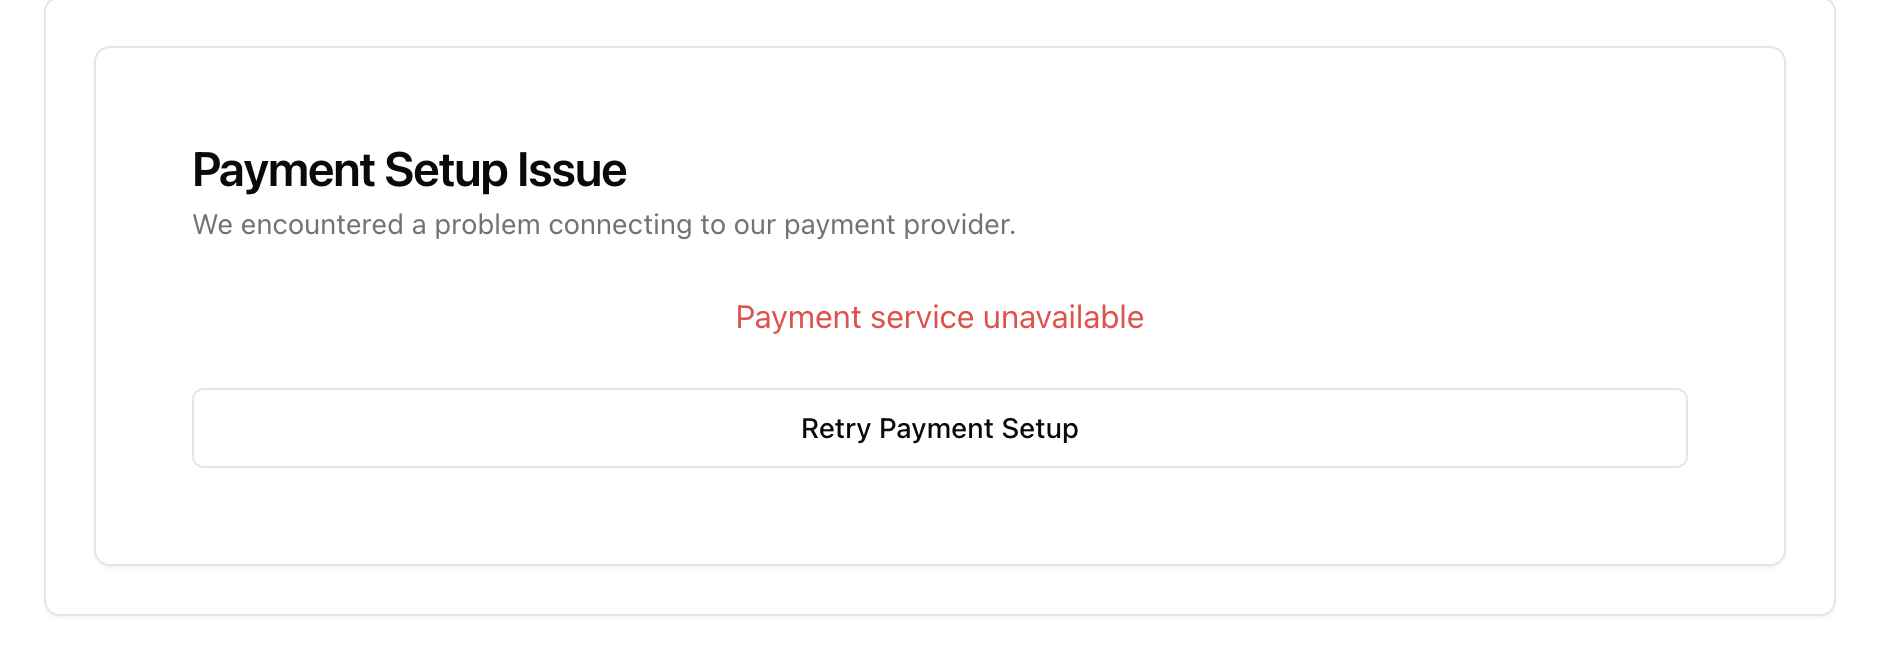 Payment Setup Issue
We encountered a problem connecting to our payment provider.
Payment service unavailable
Retry Payment Setup